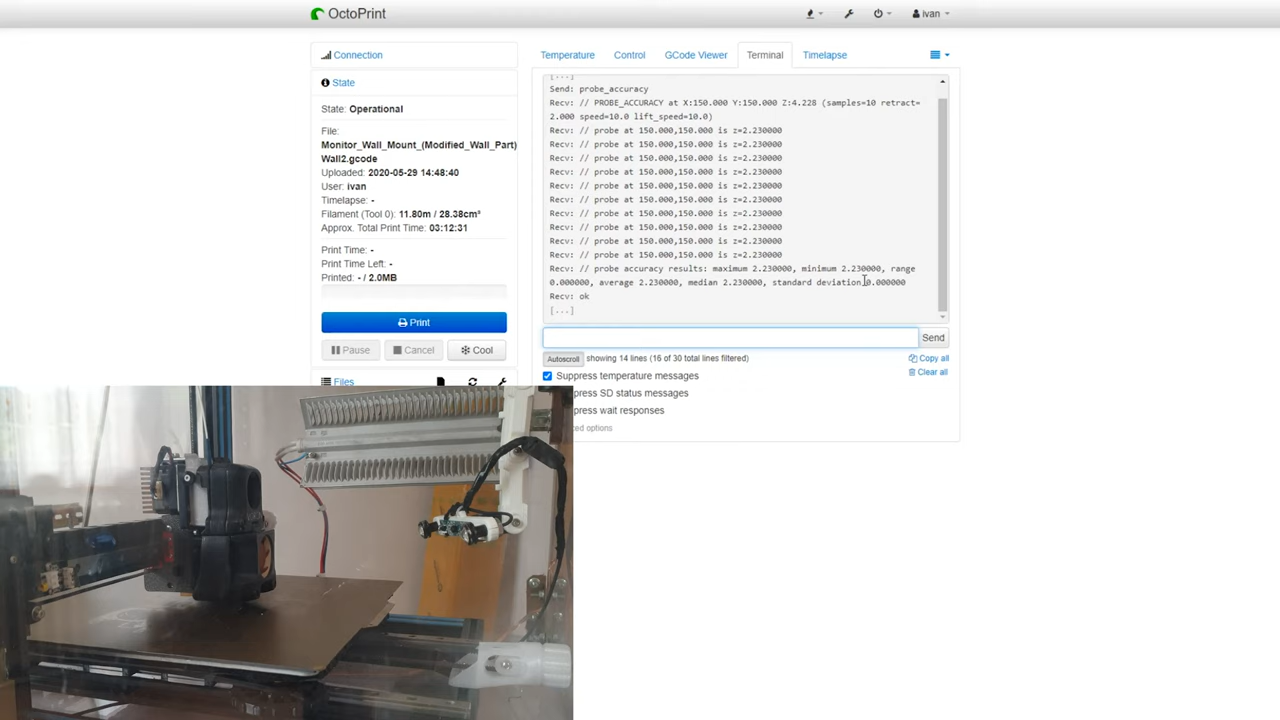 OctoPrint
ivan
Connection
State
State: Operational
File:
Monitor_Wall_Mount_(Modified_Wall_Part)
Wall2.gcode
Uploaded: 2020-05-29 14:48:40
User: ivan
Timelapse: -
Filament (Tool 0): 11.80m / 28.38cm³
Approx. Total Print Time: 03:12:31
Print Time: -
Print Time Left: -
Printed: - / 2.0MB
Print
Pause
Cancel
Cool
Files
Temperature
Control
GCode Viewer
Terminal
Timelapse
[...]
Send: probe_accuracy
Recv: // PROBE_ACCURACY at X:150.000 Y:150.000 Z:4.228 (samples=10 retract=
2.000 speed=10.0 lift_speed=10.0)
Recv: // probe at 150.000,150.000 is z=2.230000
Recv: // probe at 150.000,150.000 is z=2.230000
Recv: // probe at 150.000,150.000 is z=2.230000
Recv: // probe at 150.000,150.000 is z=2.230000
Recv: // probe at 150.000,150.000 is z=2.230000
Recv: // probe at 150.000,150.000 is z=2.230000
Recv: // probe at 150.000,150.000 is z=2.230000
Recv: // probe at 150.000,150.000 is z=2.230000
Recv: // probe at 150.000,150.000 is z=2.230000
Recv: // probe at 150.000,150.000 is z=2.230000
Recv: // probe accuracy results: maximum 2.230000, minimum 2.230000, range
0.000000, average 2.230000, median 2.230000, standard deviation 0.000000
Recv: ok
[...]
Send
Autoscroll showing 14 lines (16 of 30 total lines filtered)
Copy all
Clear all
Suppress temperature messages
press SD status messages
press wait responses
ed options